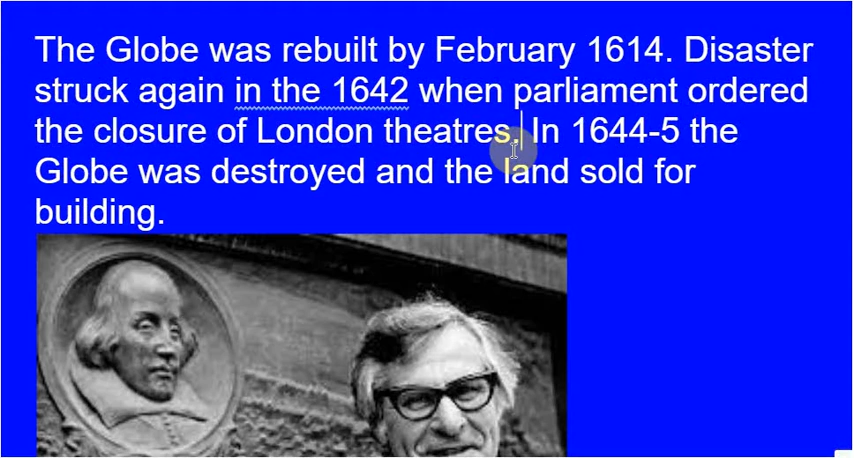 The Globe was rebuilt by February 1614. Disaster
struck again in the 1642 when parliament ordered
the closure of London theatres. In 1644-5 the
Globe was destroyed and the land sold for
building.